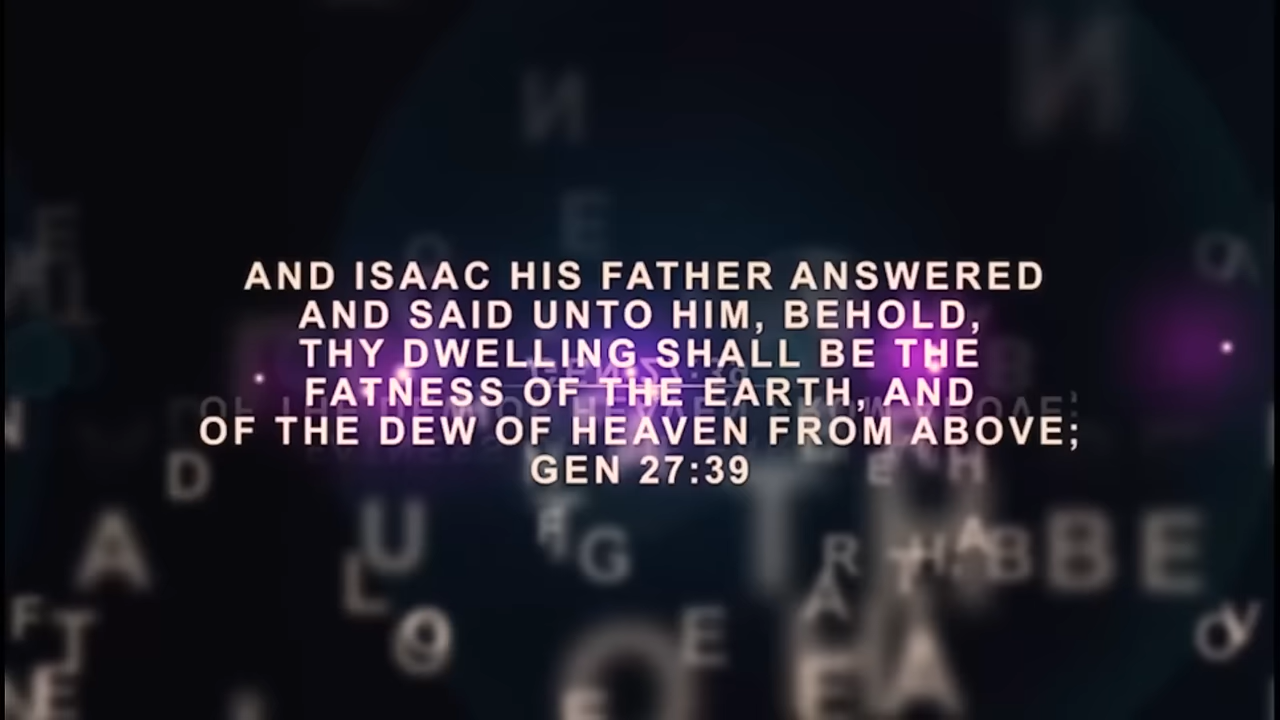 AND ISAAC HIS FATHER ANSWERED
AND SAID UNTO HIM, BEHOLD,
THY DWELLING SHALL BE THE
FATNESS OF THE EARTH, AND
OF THE DEW OF HEAVEN FROM ABOVE;
GEN 27:39